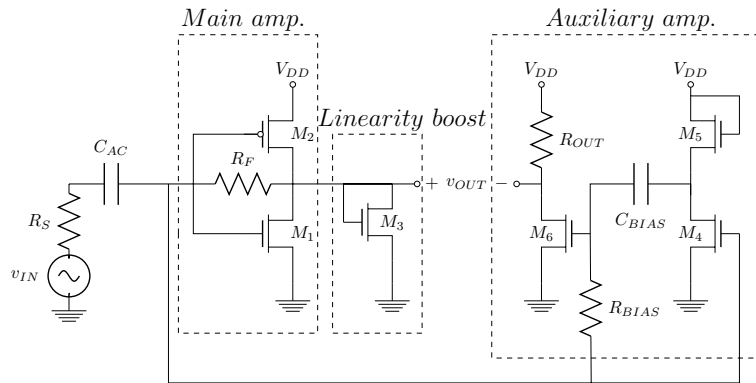 Main amp.
Auxiliary amp.
V_DD
V_DD
V_DD
Linearity boost
M_2
M_5
R_OUT
C_AC
R_F
+ v_OUT −
R_S
M_1
M_3
M_6
C_BIAS
M_4
v_IN
R_BIAS